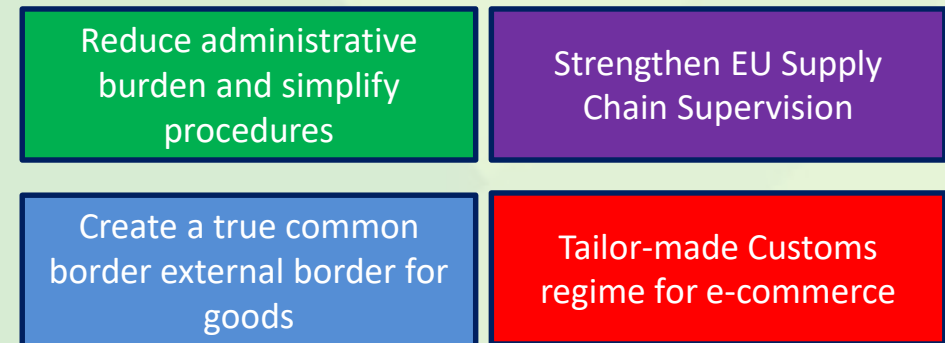 Reduce administrative
burden and simplify
procedures
Strengthen EU Supply
Chain Supervision
Create a true common
border external border for
goods
Tailor-made Customs
regime for e-commerce